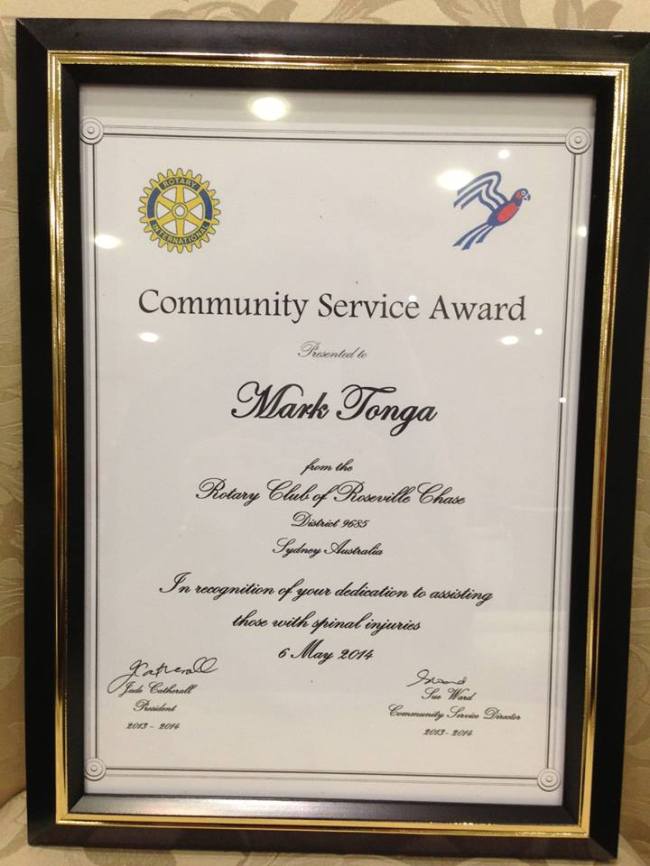 ROTARY
INTERNATIONAL
Community Service Award
Presented to
Mark Tonga
from the
Rotary Club of Roseville Chase
District 9685
Sydney Australia
In recognition of your dedication to assisting
those with spinal injuries
6 May 2014
Jude Catherall
President
2013 - 2014
Sue Ward
Community Service Director
2013 - 2014